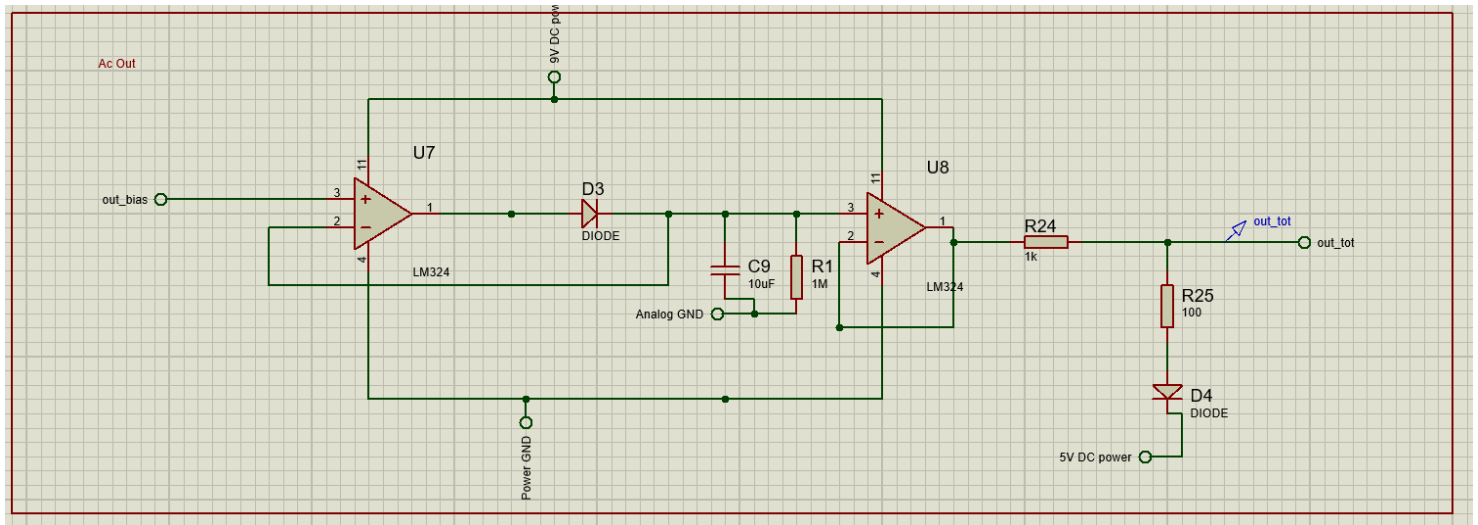 9V DC pow
Ac Out
U7
11
3
+
2
−
1
4
LM324
out_bias
D3
DIODE
C9
10uF
R1
1M
Analog GND
U8
11
3
+
2
−
1
4
LM324
R24
1k
out_tot
out_tot
R25
100
D4
DIODE
5V DC power
Power GND